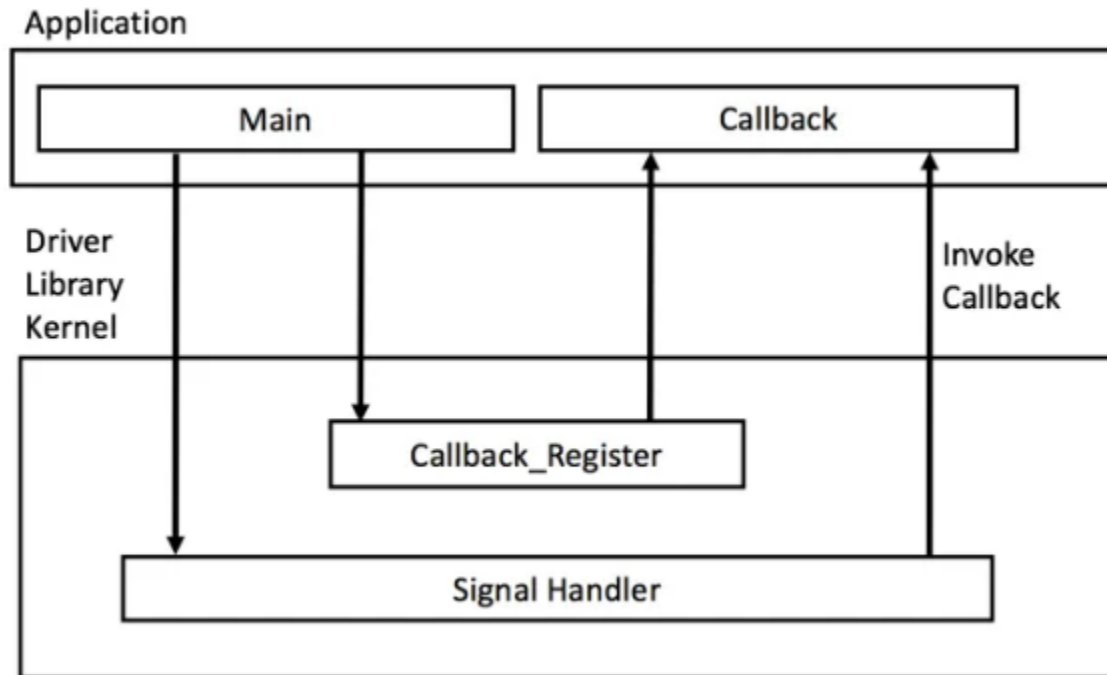 Application
Main
Callback
Driver
Library
Kernel
Invoke
Callback
Callback_Register
Signal Handler